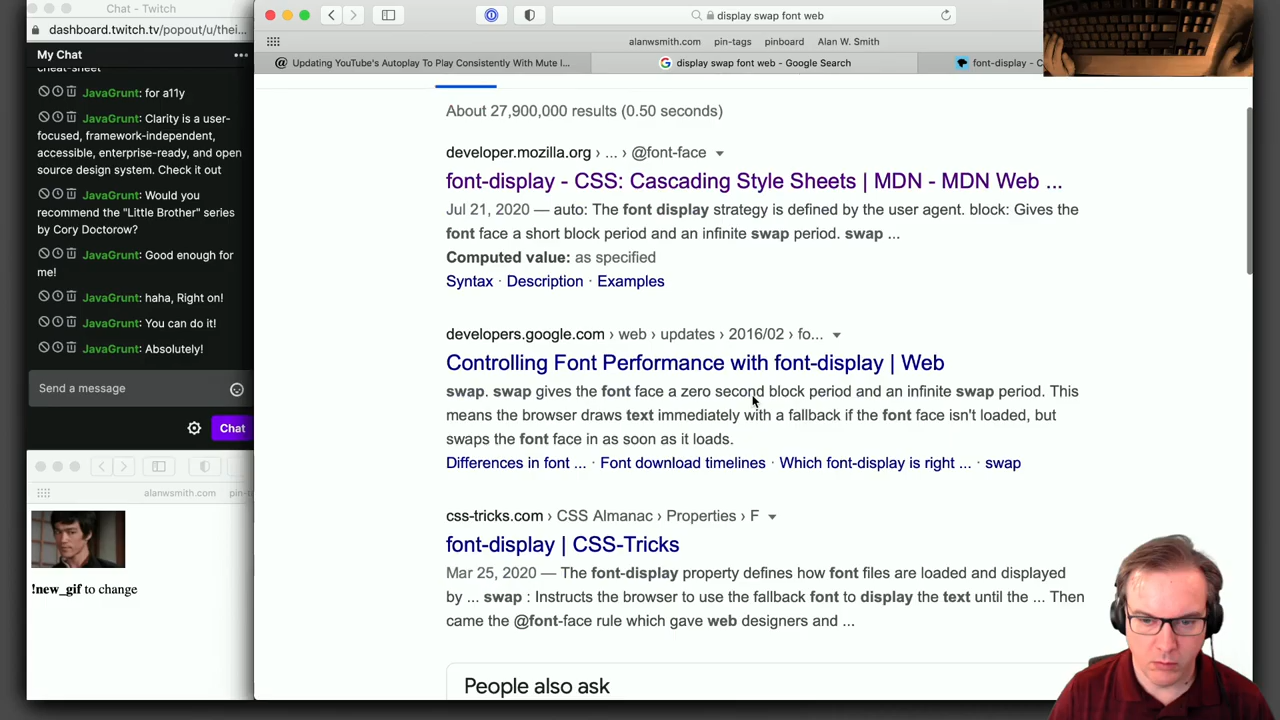 Chat - Twitch
dashboard.twitch.tv/popout/u/thei...
My Chat
cheat-sheet
JavaGrunt: for a11y
JavaGrunt: Clarity is a user-
focused, framework-independent,
accessible, enterprise-ready, and open
source design system. Check it out
JavaGrunt: Would you
recommend the "Little Brother" series
by Cory Doctorow?
JavaGrunt: Good enough for
me!
JavaGrunt: haha, Right on!
JavaGrunt: You can do it!
JavaGrunt: Absolutely!
Send a message
Chat
alanwsmith.com pin-tu
!new_gif to change
display swap font web
alanwsmith.com pin-tags pinboard Alan W. Smith
Updating YouTube's Autoplay To Play Consistently With Mute I...
display swap font web - Google Search
font-display - C
About 27,900,000 results (0.50 seconds)
developer.mozilla.org › ... › @font-face
font-display - CSS: Cascading Style Sheets | MDN - MDN Web ...
Jul 21, 2020 — auto: The font display strategy is defined by the user agent. block: Gives the
font face a short block period and an infinite swap period. swap ...
Computed value: as specified
Syntax · Description · Examples
developers.google.com › web › updates › 2016/02 › fo...
Controlling Font Performance with font-display | Web
swap. swap gives the font face a zero second block period and an infinite swap period. This
means the browser draws text immediately with a fallback if the font face isn't loaded, but
swaps the font face in as soon as it loads.
Differences in font ... · Font download timelines · Which font-display is right ... · swap
css-tricks.com › CSS Almanac › Properties › F
font-display | CSS-Tricks
Mar 25, 2020 — The font-display property defines how font files are loaded and displayed
by ... swap : Instructs the browser to use the fallback font to display the text until the ... Then
came the @font-face rule which gave web designers and ...
People also ask